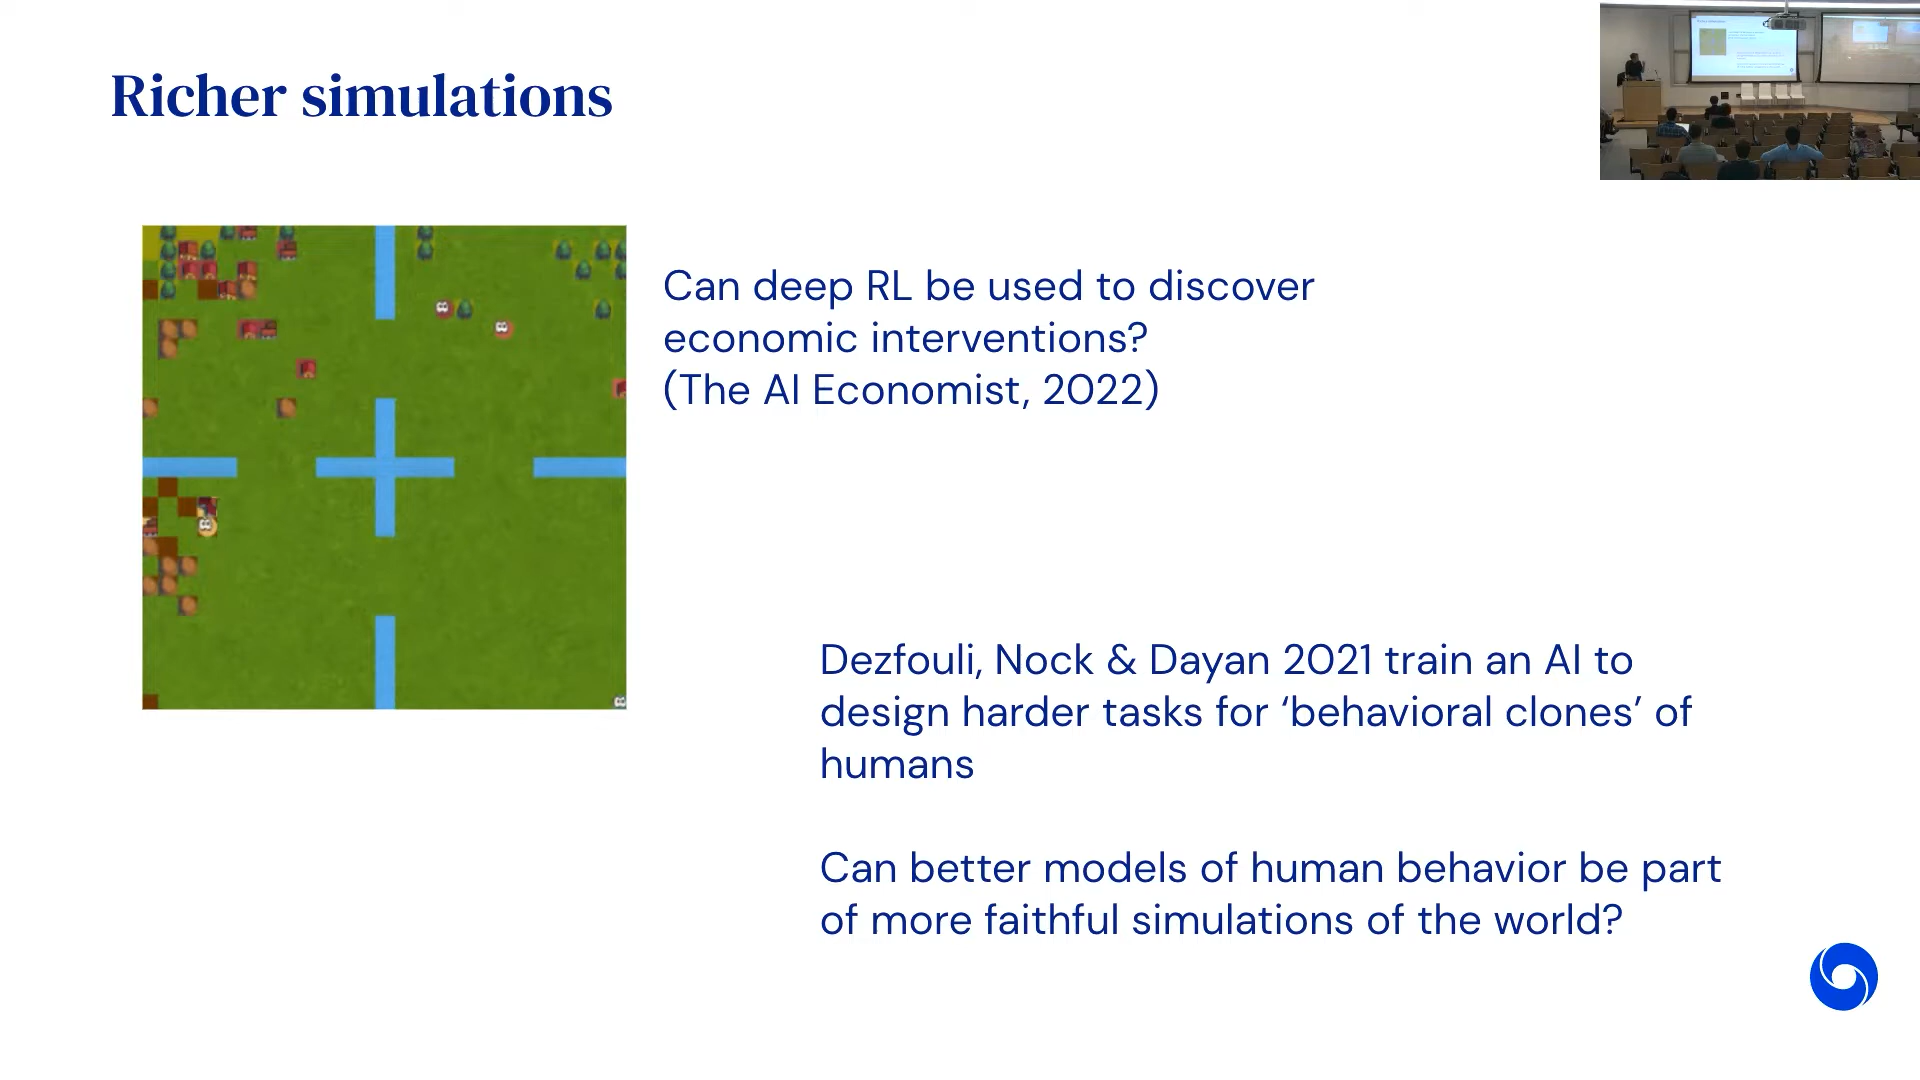 Richer simulations
Can deep RL be used to discover
economic interventions?
(The AI Economist, 2022)
Dezfouli, Nock & Dayan 2021 train an AI to
design harder tasks for ‘behavioral clones’ of
humans
Can better models of human behavior be part
of more faithful simulations of the world?